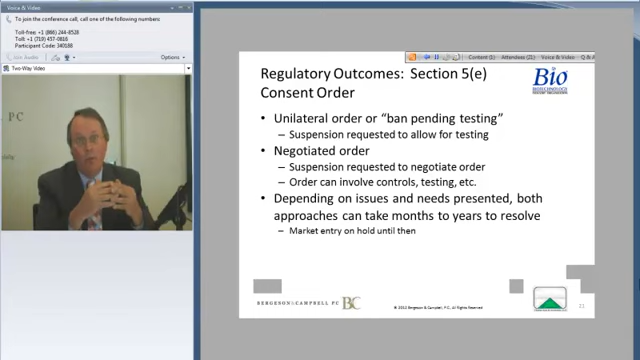 Voice & Video
To join the conference call, call one of the following numbers:
Toll-free: +1 (866) 244-8528
Toll: +1 (719) 457-0816
Participant Code: 340188
Join Audio
Options
Two-Way Video
P C
Content (1)
Attendees (21)
Voice & Video
Q & A
Regulatory Outcomes: Section 5(e)
Consent Order
Bio
BIOTECHNOLOGY
INDUSTRY ORGANIZATION
• Unilateral order or "ban pending testing"
– Suspension requested to allow for testing
• Negotiated order
– Suspension requested to negotiate order
– Order can involve controls, testing, etc.
• Depending on issues and needs presented, both
approaches can take months to years to resolve
– Market entry on hold until then
BERGESON & CAMPBELL PC
BC
Bergeson & Campbell, P.C. All Rights Reserved